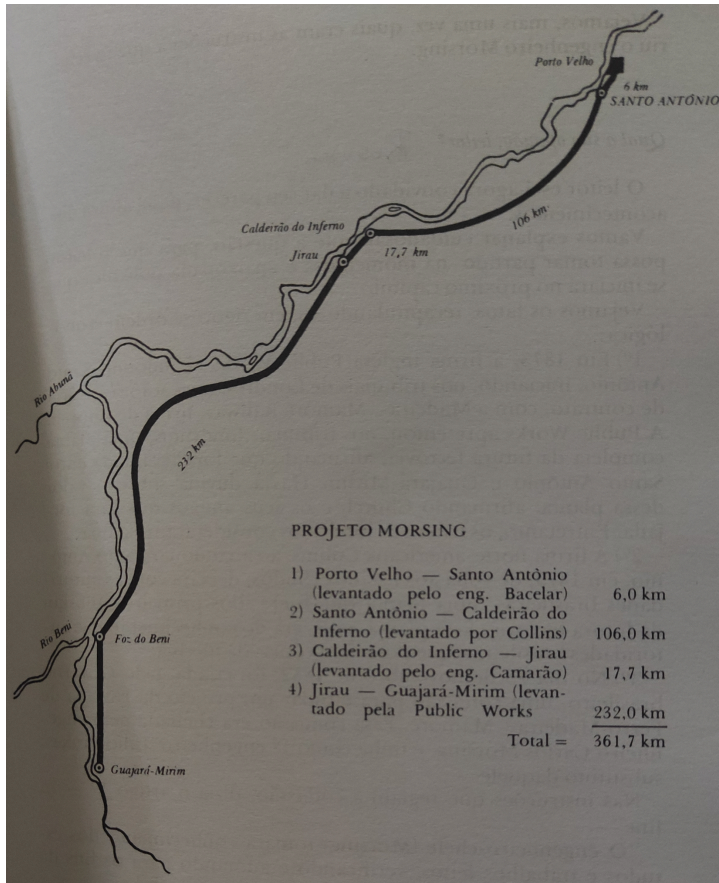 Porto Velho
6 km
SANTO ANTÓNIO
106 km
Caldeirão do Inferno
17,7 km
Jirau
Rio Abunã
232 km
PROJETO MORSING
1) Porto Velho — Santo Antônio
(levantado pelo eng. Bacelar) 6,0 km
2) Santo Antônio — Caldeirão do
Inferno (levantado por Collins) 106,0 km
3) Caldeirão do Inferno — Jirau
(levantado pelo eng. Camarão) 17,7 km
4) Jirau — Guajará-Mirim (levan-
tado pela Public Works 232,0 km
Total = 361,7 km
Rio Beni
Foz do Beni
Guajará-Mirim